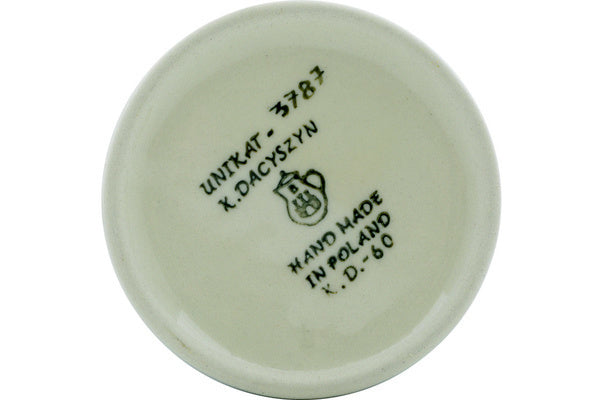 UNIKAT - 3787
K. DACYSZYN
B
HAND MADE
IN POLAND
K.D.-60